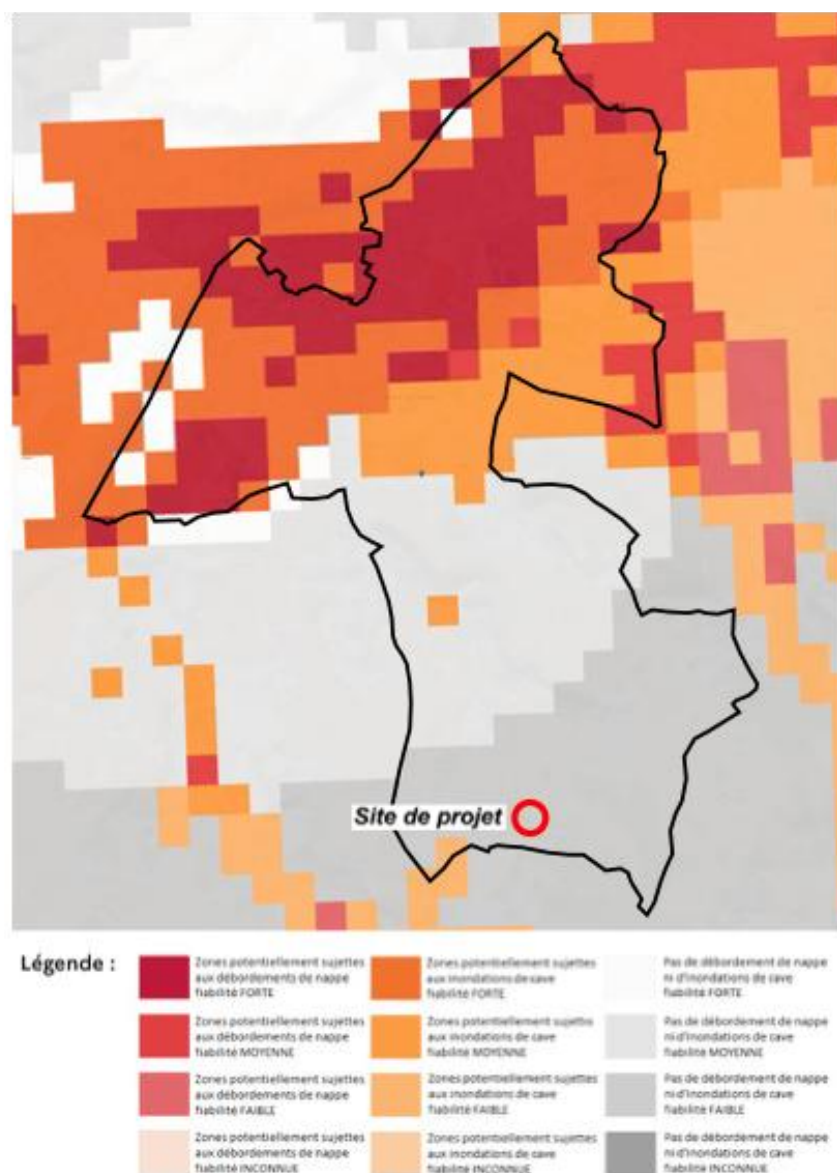 Site de projet
Légende :
Zones potentiellement sujettes
aux débordements de nappe
fiabilité FORTE
Zones potentiellement sujettes
aux inondations de cave
fiabilité FORTE
Pas de débordement de nappe
ni d'inondations de cave
fiabilité FORTE
Zones potentiellement sujettes
aux débordements de nappe
fiabilité MOYENNE
Zones potentiellement sujettes
aux inondations de cave
fiabilité MOYENNE
Pas de débordement de nappe
ni d'inondations de cave
fiabilité MOYENNE
Zones potentiellement sujettes
aux débordements de nappe
fiabilité FAIBLE
Zones potentiellement sujettes
aux inondations de cave
fiabilité FAIBLE
Pas de débordement de nappe
ni d'inondations de cave
fiabilité FAIBLE
Zones potentiellement sujettes
aux débordements de nappe
fiabilité INCONNUE
Zones potentiellement sujettes
aux inondations de cave
fiabilité INCONNUE
Pas de débordement de nappe
ni d'inondations de cave
fiabilité INCONNUE